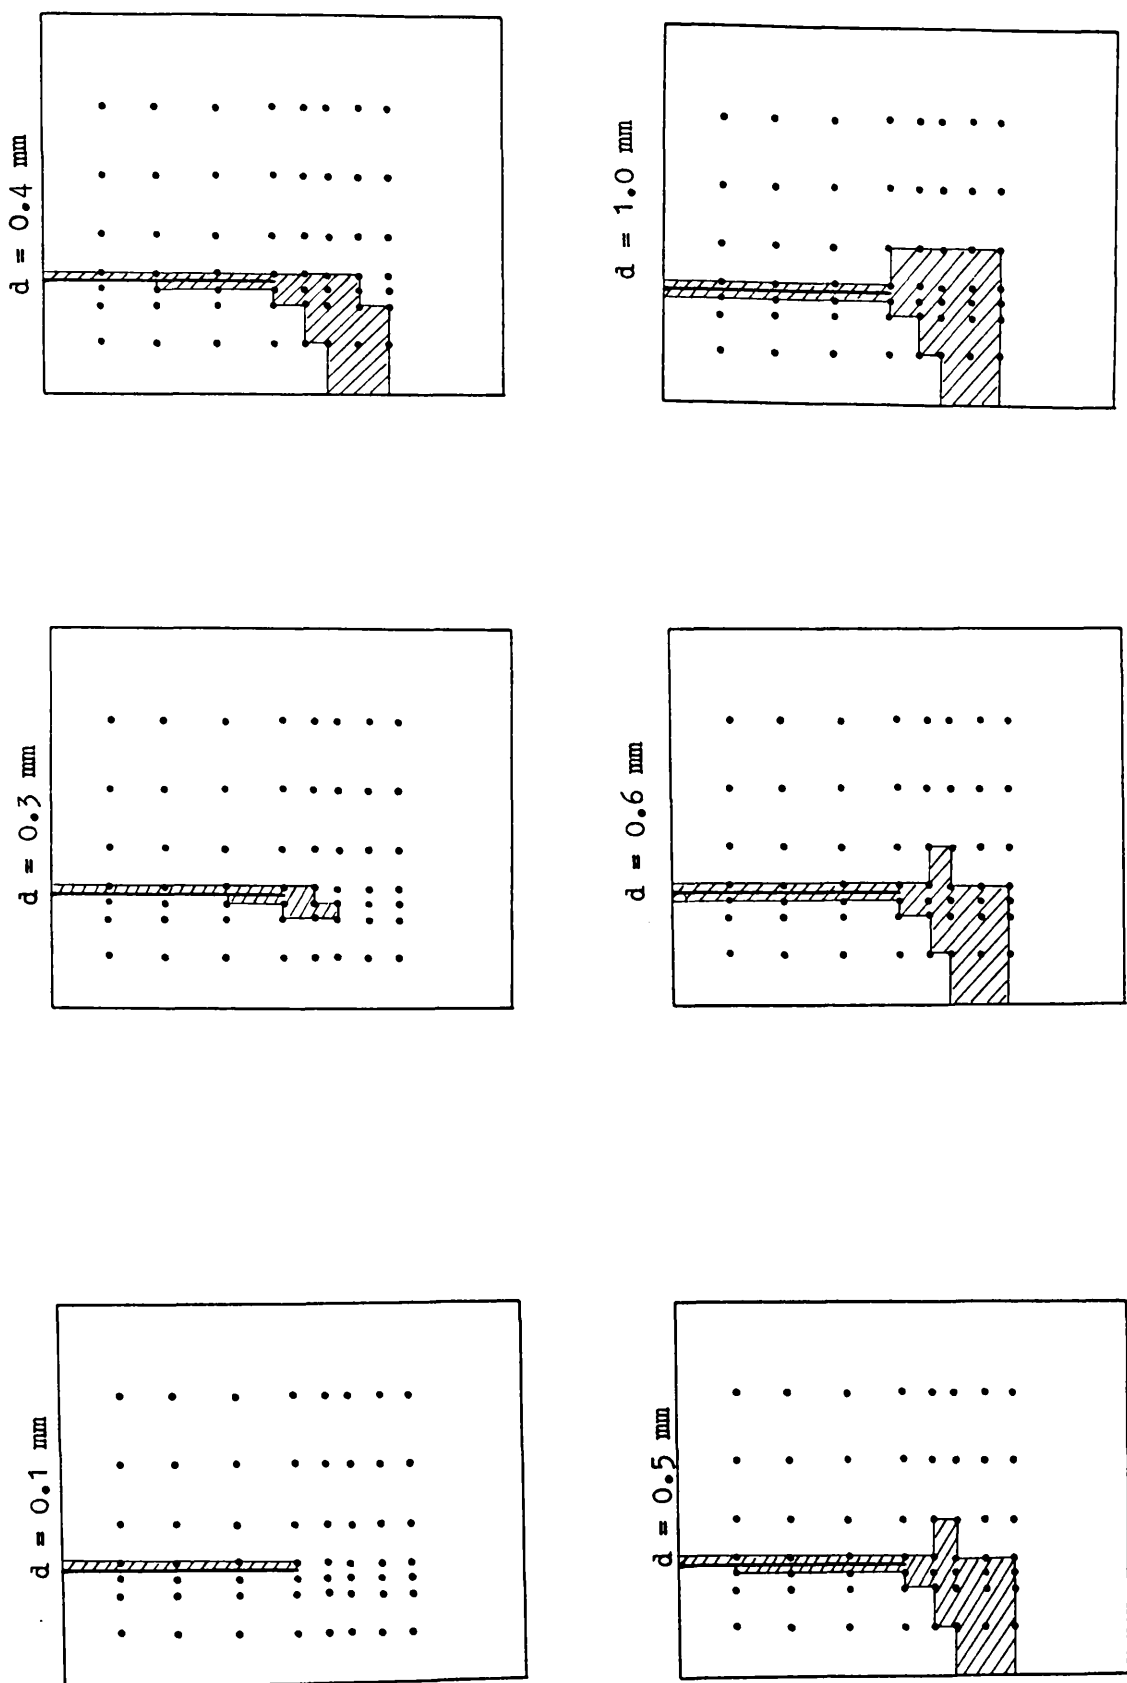 d = 0.1 mm
d = 0.3 mm
d = 0.4 mm
d = 0.5 mm
d = 0.6 mm
d = 1.0 mm